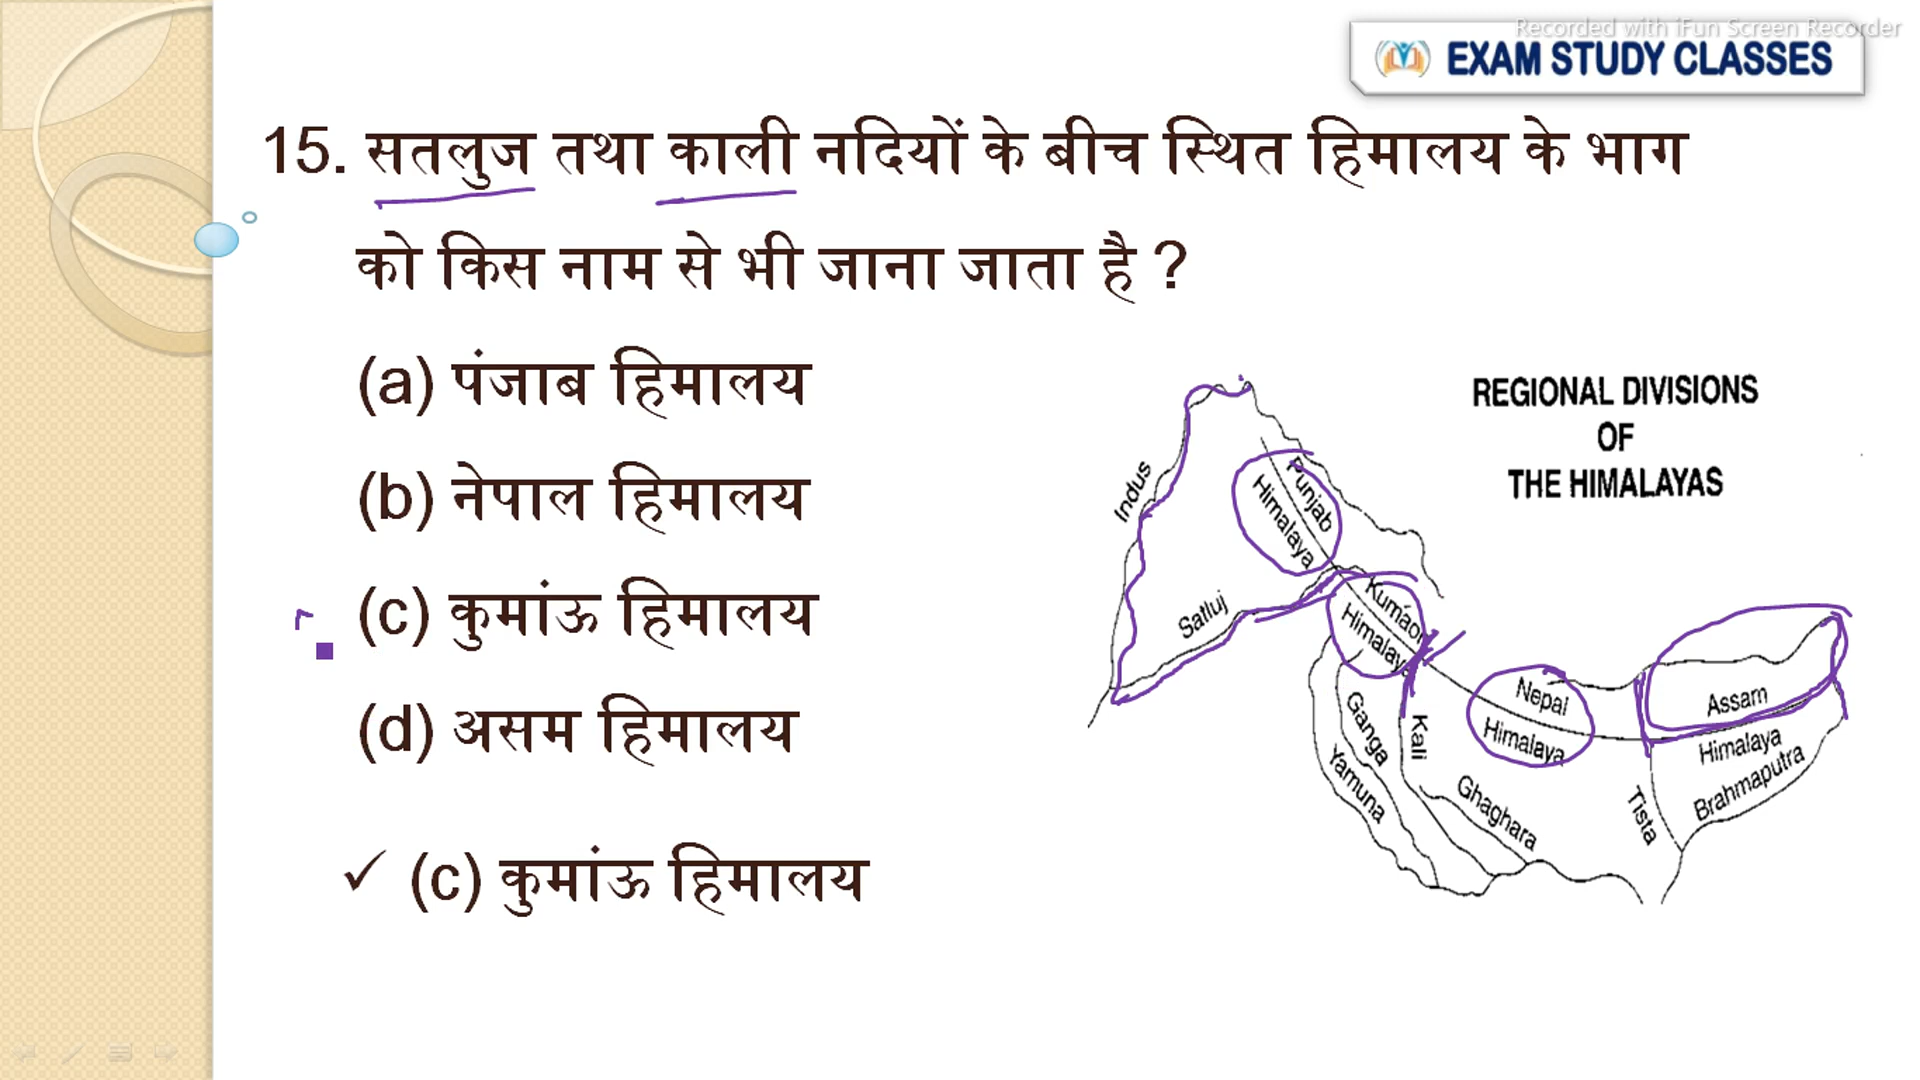 Recorded with iFun Screen Recorder
EXAM STUDY CLASSES
15. सतलुज तथा काली नदियों के बीच स्थित हिमालय के भाग
को किस नाम से भी जाना जाता है ?
(a) पंजाब हिमालय
(b) नेपाल हिमालय
(c) कुमांऊ हिमालय
(d) असम हिमालय
✓ (c) कुमांऊ हिमालय
REGIONAL DIVISIONS
OF
THE HIMALAYAS
Indus
Punjab
Himalaya
Satluj
Kumaon
Himalaya
Ganga
Yamuna
Kali
Ghaghara
Nepal
Himalaya
Tista
Assam
Himalaya
Brahmaputra